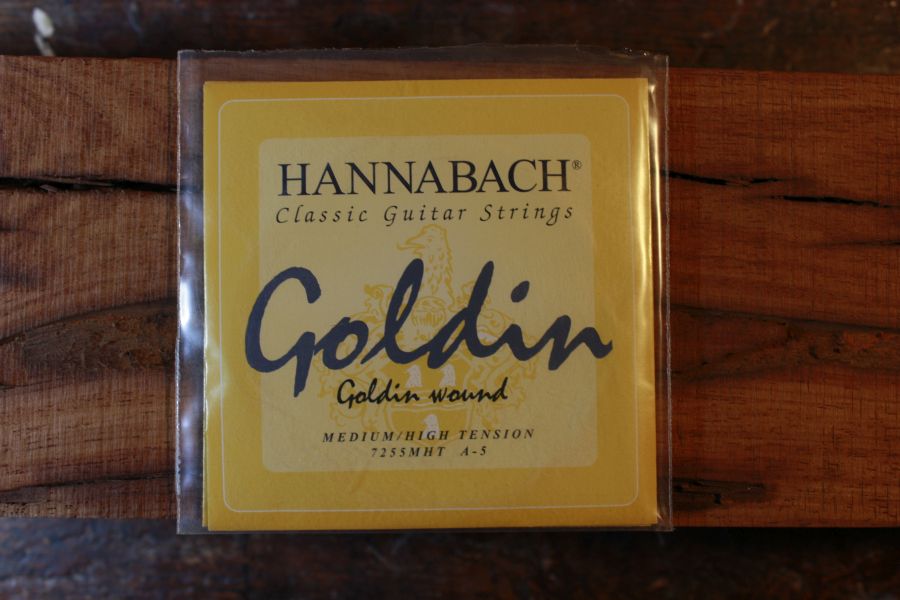 HANNABACH®
Classic Guitar Strings
Goldin
Goldin wound
MEDIUM/HIGH TENSION
7255MHT A-5